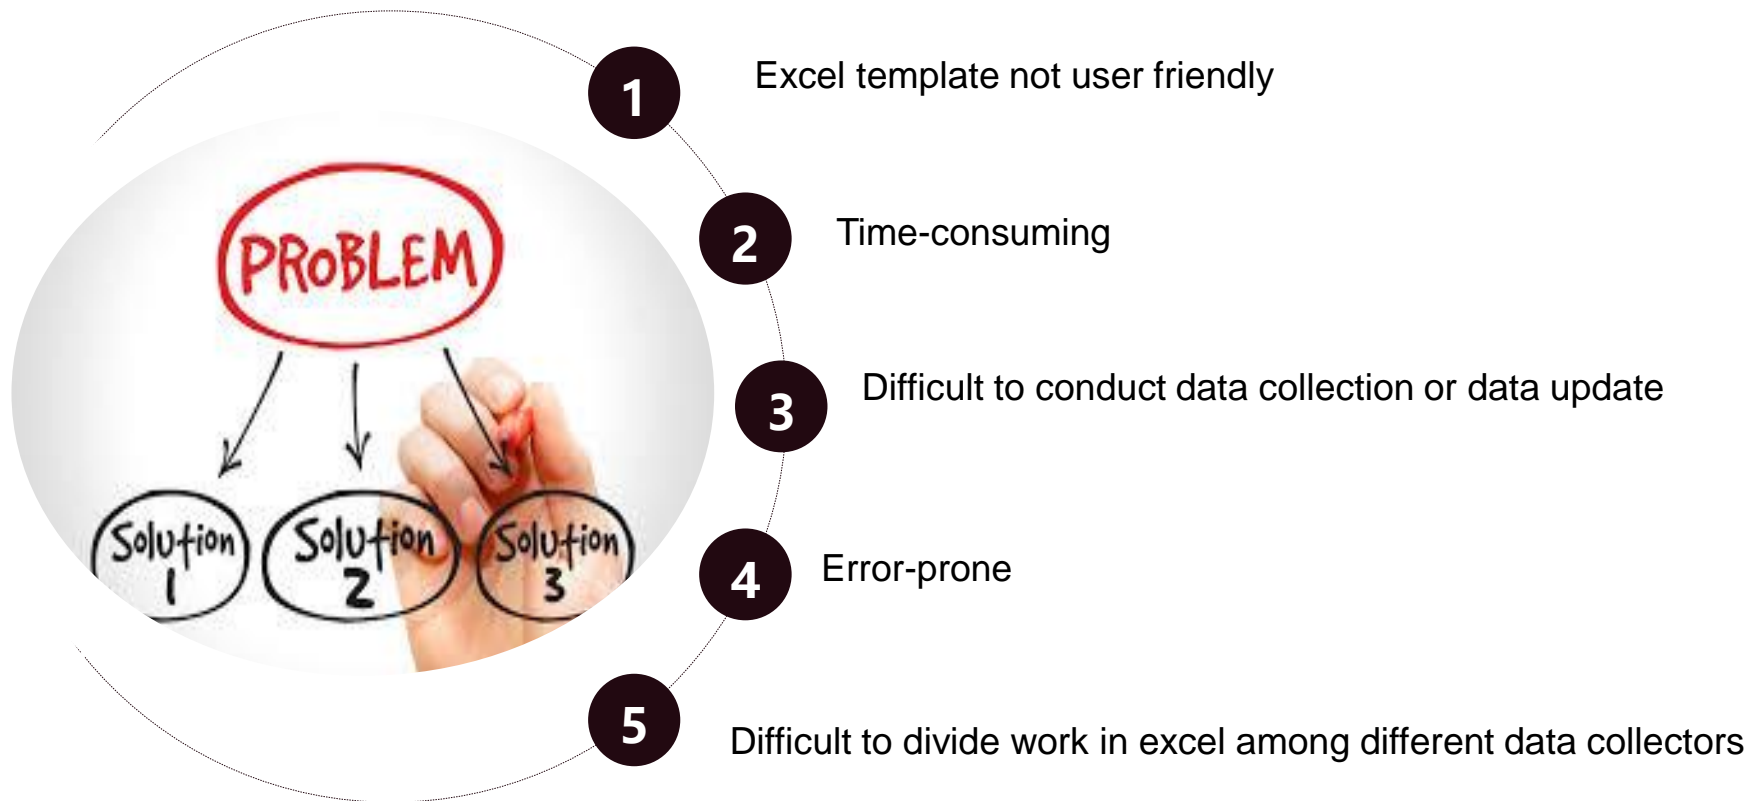 1
Excel template not user friendly
2
Time-consuming
3
Difficult to conduct data collection or data update
4
Error-prone
5
Difficult to divide work in excel among different data collectors
PROBLEM
Solution
1
Solution
2
Solution
3